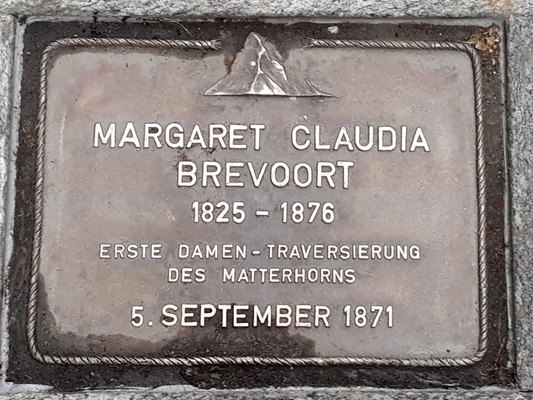 MARGARET CLAUDIA
BREVOORT
1825 - 1876
ERSTE DAMEN - TRAVERSIERUNG
DES MATTERHORNS
5. SEPTEMBER 1871